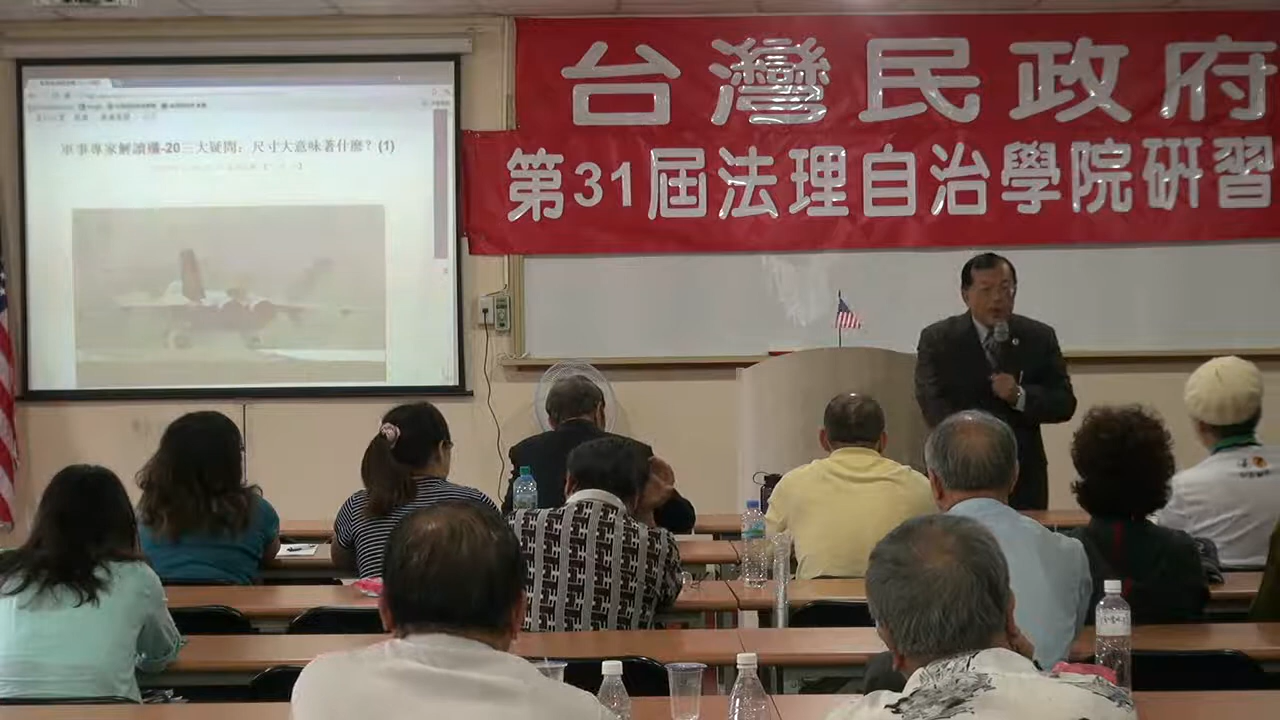 台灣民政府
第31屆法理自治學院研習
軍事專家解讀殲-20三大疑問：尺寸大意味著什麼？(1)